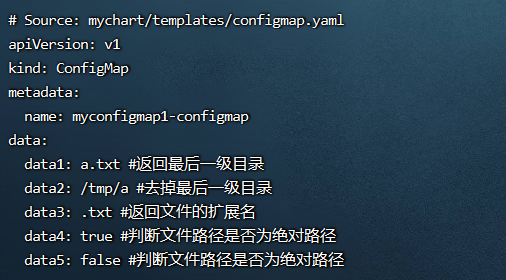 # Source: mychart/templates/configmap.yaml
apiVersion: v1
kind: ConfigMap
metadata:
  name: myconfigmap1-configmap
data:
  data1: a.txt #返回最后一级目录
  data2: /tmp/a #去掉最后一级目录
  data3: .txt #返回文件的扩展名
  data4: true #判断文件路径是否为绝对路径
  data5: false #判断文件路径是否为绝对路径